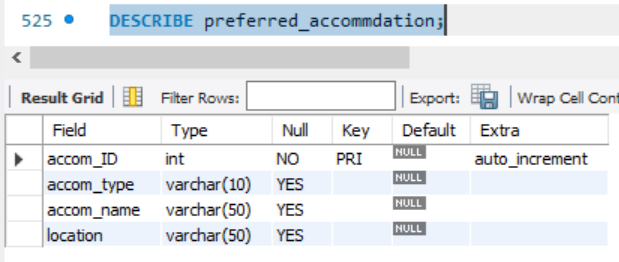 525 DESCRIBE preferred_accommdation;
Result Grid Filter Rows: Export: Wrap Cell Cont
Field Type Null Key Default Extra
accom_ID int NO PRI NULL auto_increment
accom_type varchar(10) YES NULL
accom_name varchar(50) YES NULL
location varchar(50) YES NULL